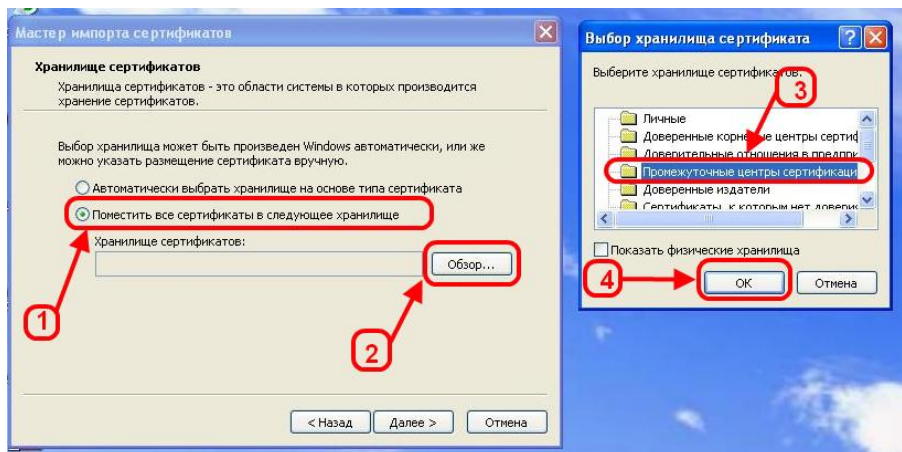 Мастер импорта сертификатов
Хранилище сертификатов
Хранилища сертификатов - это области системы в которых производится
хранение сертификатов.
Выбор хранилища может быть произведен Windows автоматически, или же
можно указать размещение сертификата вручную.
Автоматически выбрать хранилище на основе типа сертификата
Поместить все сертификаты в следующее хранилище
Хранилище сертификатов:
Обзор...
1
2
< Назад
Далее >
Отмена
Выбор хранилища сертификата
Выберите хранилище сертификатов.
3
Личные
Доверенные корневые центры сертиф
Доверительные отношения в предпр
Промежуточные центры сертификаци
Доверенные издатели
Сертификаты, к которым нет довери
Показать физические хранилища
4
ОК
Отмена